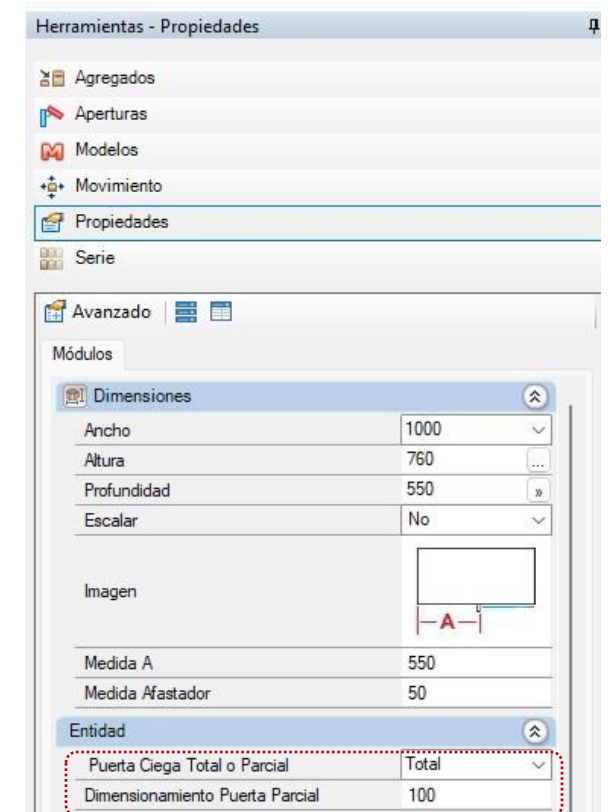 Herramientas - Propiedades
Agregados
Aperturas
Modelos
Movimiento
Propiedades
Serie
Avanzado
Módulos
Dimensiones
Ancho 1000
Altura 760 ...
Profundidad 550 »
Escalar No
Imagen
A
Medida A 550
Medida Afastador 50
Entidad
Puerta Ciega Total o Parcial Total
Dimensionamiento Puerta Parcial 100